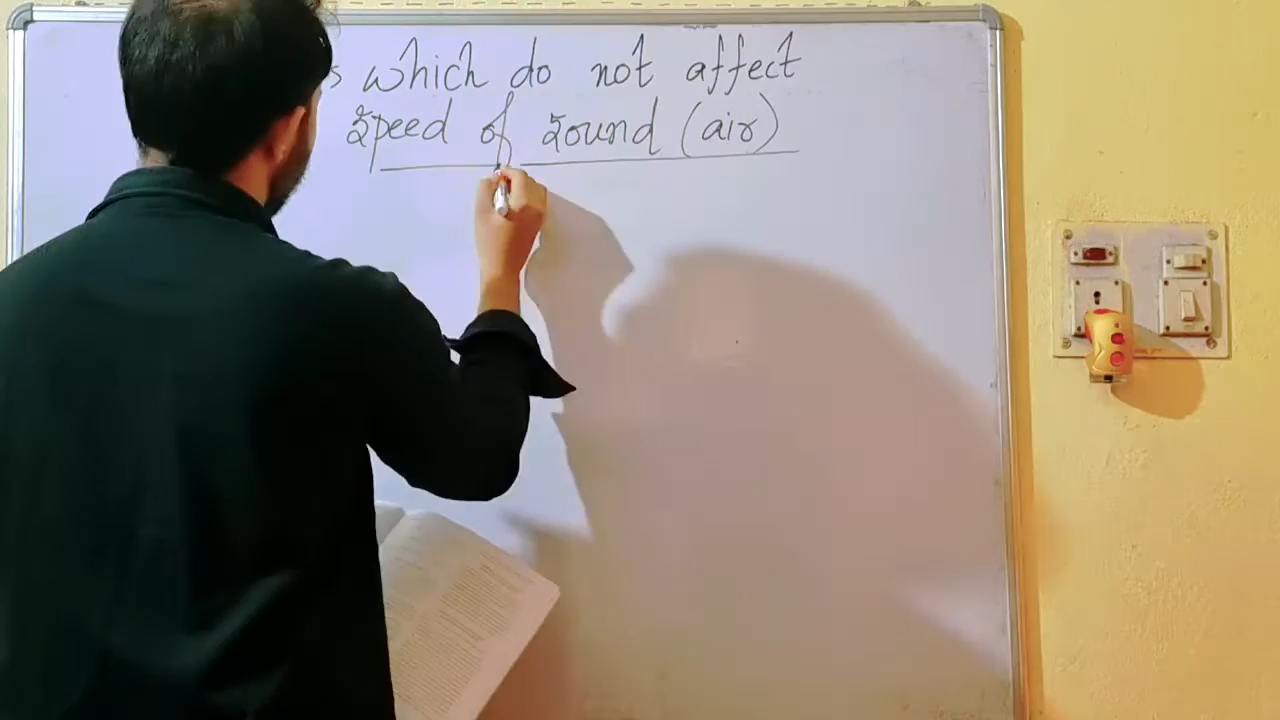 which do not affect
speed of sound (air)